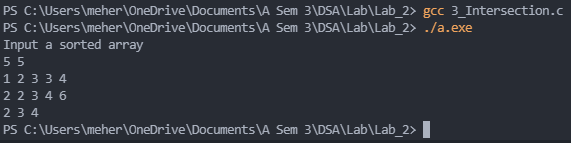 PS C:\Users\meher\OneDrive\Documents\A Sem 3\DSA\Lab\Lab_2> gcc 3_Intersection.c
PS C:\Users\meher\OneDrive\Documents\A Sem 3\DSA\Lab\Lab_2> ./a.exe
Input a sorted array
5 5
1 2 3 3 4
2 2 3 4 6
2 3 4
PS C:\Users\meher\OneDrive\Documents\A Sem 3\DSA\Lab\Lab_2>